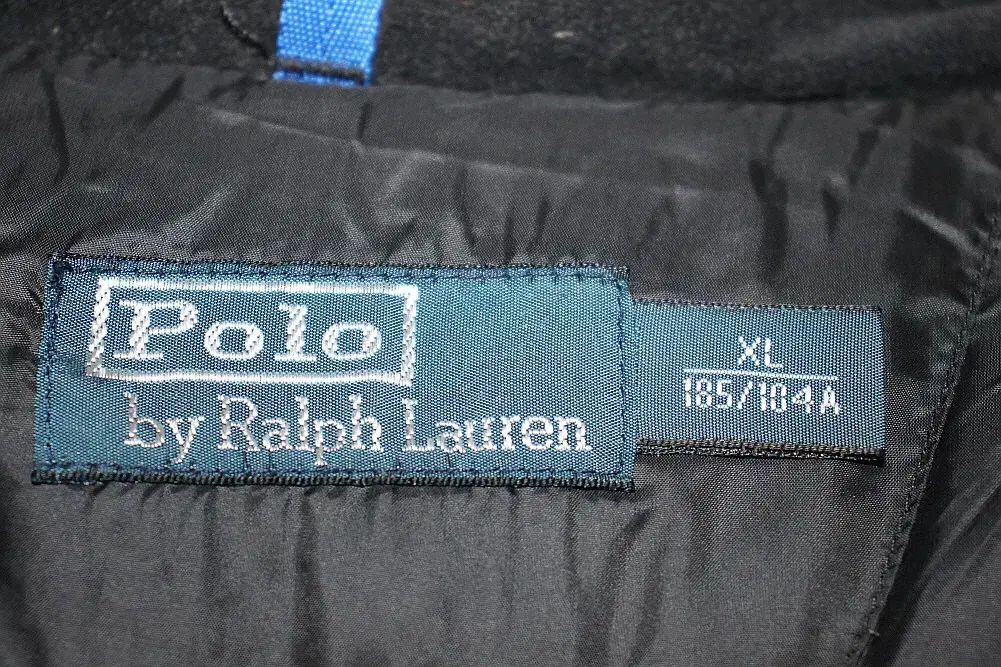 Polo
by Ralph Lauren
XL
185/104A